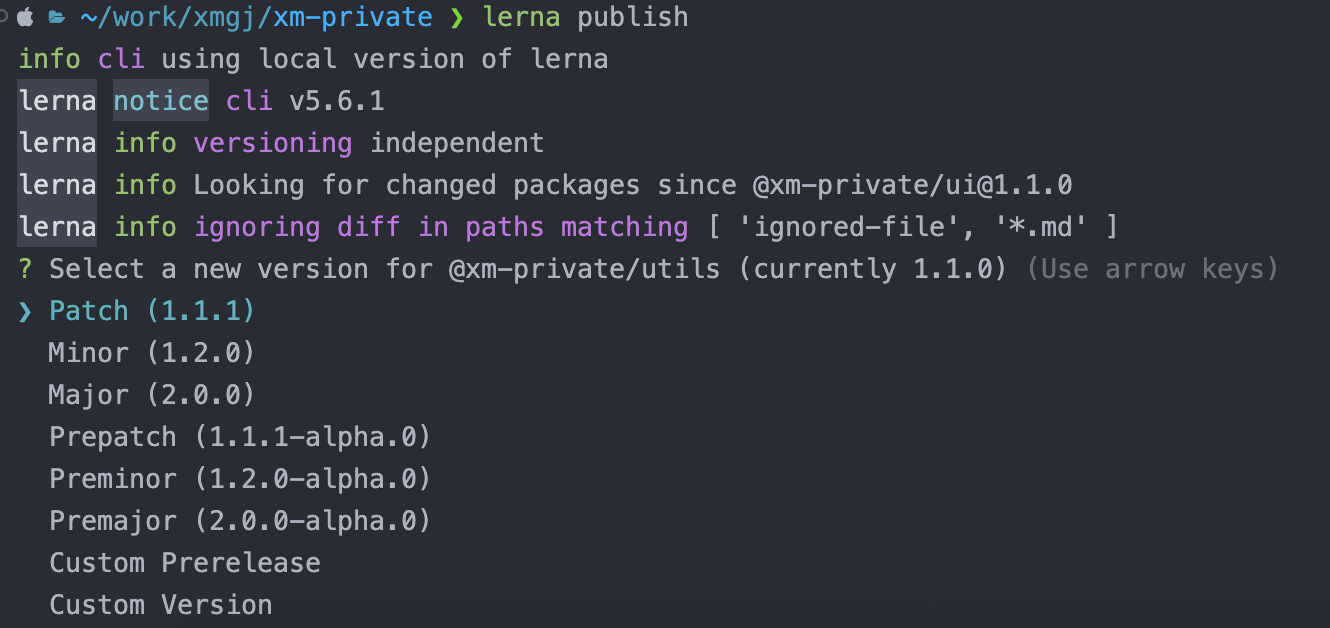 ~/work/xmgj/xm-private ❯ lerna publish
info cli using local version of lerna
lerna notice cli v5.6.1
lerna info versioning independent
lerna info Looking for changed packages since @xm-private/ui@1.1.0
lerna info ignoring diff in paths matching [ 'ignored-file', '*.md' ]
? Select a new version for @xm-private/utils (currently 1.1.0) (Use arrow keys)
❯ Patch (1.1.1)
Minor (1.2.0)
Major (2.0.0)
Prepatch (1.1.1-alpha.0)
Preminor (1.2.0-alpha.0)
Premajor (2.0.0-alpha.0)
Custom Prerelease
Custom Version